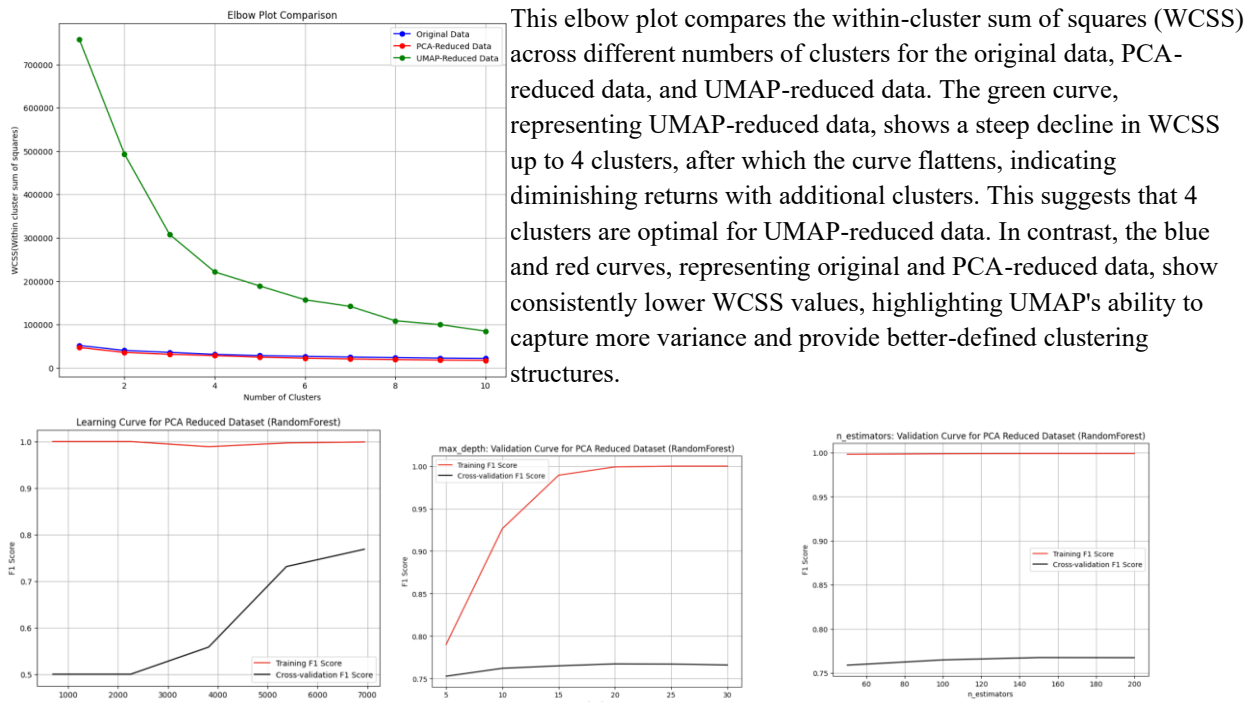 Elbow Plot Comparison
Original Data
PCA-Reduced Data
UMAP-Reduced Data
700000
600000
500000
400000
300000
200000
100000
0
WCSS(Within cluster sum of squares)
2
4
6
8
10
Number of Clusters
This elbow plot compares the within-cluster sum of squares (WCSS)
across different numbers of clusters for the original data, PCA-
reduced data, and UMAP-reduced data. The green curve,
representing UMAP-reduced data, shows a steep decline in WCSS
up to 4 clusters, after which the curve flattens, indicating
diminishing returns with additional clusters. This suggests that 4
clusters are optimal for UMAP-reduced data. In contrast, the blue
and red curves, representing original and PCA-reduced data, show
consistently lower WCSS values, highlighting UMAP's ability to
capture more variance and provide better-defined clustering
structures.
Learning Curve for PCA Reduced Dataset (RandomForest)
1.0
0.9
0.8
0.7
0.6
0.5
F1 Score
Training F1 Score
Cross-validation F1 Score
1000
2000
3000
4000
5000
6000
7000
max_depth: Validation Curve for PCA Reduced Dataset (RandomForest)
Training F1 Score
Cross-validation F1 Score
1.00
0.95
0.90
0.85
0.80
0.75
F1 Score
5
10
15
20
25
30
n_estimators: Validation Curve for PCA Reduced Dataset (RandomForest)
1.00
0.95
0.90
0.85
0.80
0.75
F1 Score
Training F1 Score
Cross-validation F1 Score
60
80
100
120
140
160
180
200
n_estimators